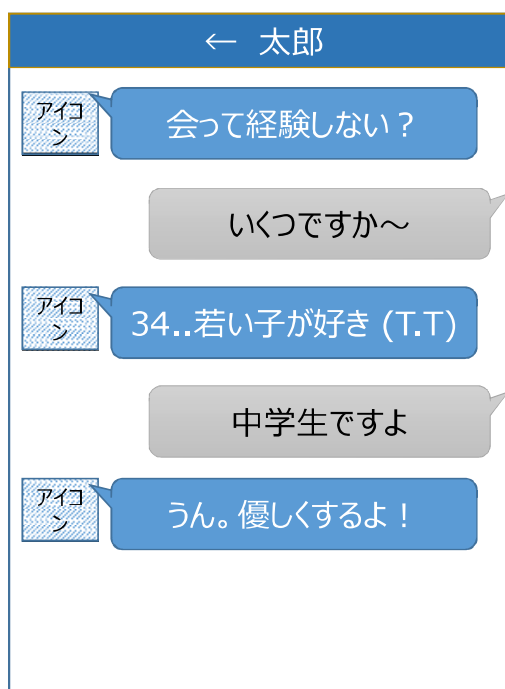 ← 太郎
アイコ
ン
会って経験しない？
いくつですか～
アイコ
ン
34..若い子が好き (T.T)
中学生ですよ
アイコ
ン
うん。優しくするよ！